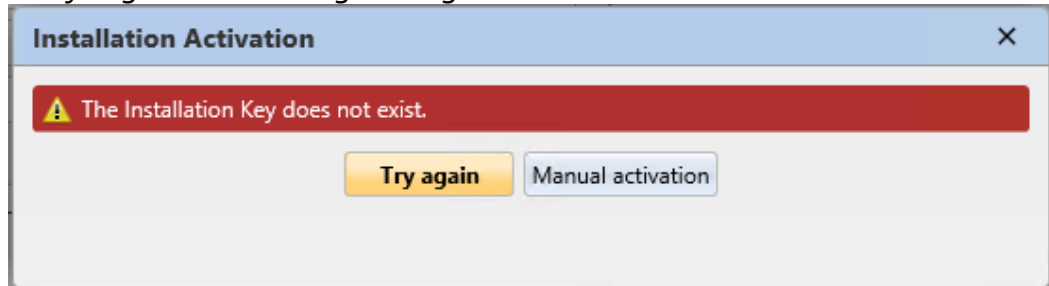 Installation Activation
The Installation Key does not exist.
Try again Manual activation